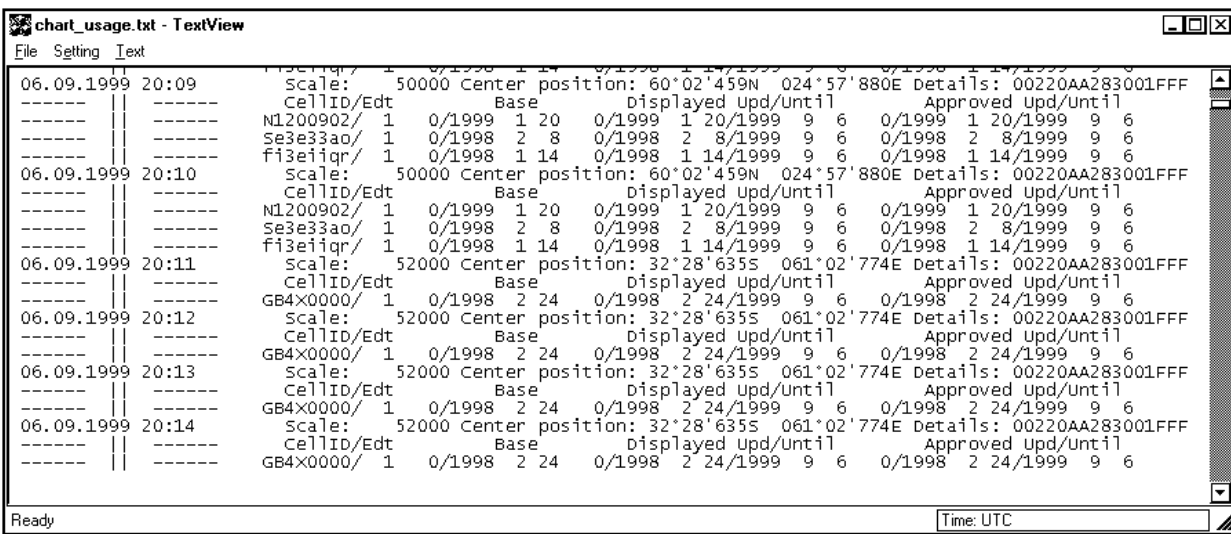 chart_usage.txt - TextView
File Setting Text
06.09.1999 20:09 Scale: 50000 Center position: 60°02'459N 024°57'880E Details: 00220AA283001FFF
------ || ------ CellID/Edt Base Displayed Upd/Until Approved Upd/Until
------ || ------ N1200902/ 1 0/1999 1 20 0/1999 1 20/1999 9 6 0/1999 1 20/1999 9 6
------ || ------ Se3e33ao/ 1 0/1998 2 8 0/1998 2 8/1999 9 6 0/1998 2 8/1999 9 6
------ || ------ fi3eiiqr/ 1 0/1998 1 14 0/1998 1 14/1999 9 6 0/1998 1 14/1999 9 6
06.09.1999 20:10 Scale: 50000 Center position: 60°02'459N 024°57'880E Details: 00220AA283001FFF
------ || ------ CellID/Edt Base Displayed Upd/Until Approved Upd/Until
------ || ------ N1200902/ 1 0/1999 1 20 0/1999 1 20/1999 9 6 0/1999 1 20/1999 9 6
------ || ------ Se3e33ao/ 1 0/1998 2 8 0/1998 2 8/1999 9 6 0/1998 2 8/1999 9 6
------ || ------ fi3eiiqr/ 1 0/1998 1 14 0/1998 1 14/1999 9 6 0/1998 1 14/1999 9 6
06.09.1999 20:11 Scale: 52000 Center position: 32°28'635S 061°02'774E Details: 00220AA283001FFF
------ || ------ CellID/Edt Base Displayed Upd/Until Approved Upd/Until
------ || ------ GB4X0000/ 1 0/1998 2 24 0/1998 2 24/1999 9 6 0/1998 2 24/1999 9 6
06.09.1999 20:12 Scale: 52000 Center position: 32°28'635S 061°02'774E Details: 00220AA283001FFF
------ || ------ CellID/Edt Base Displayed Upd/Until Approved Upd/Until
------ || ------ GB4X0000/ 1 0/1998 2 24 0/1998 2 24/1999 9 6 0/1998 2 24/1999 9 6
06.09.1999 20:13 Scale: 52000 Center position: 32°28'635S 061°02'774E Details: 00220AA283001FFF
------ || ------ CellID/Edt Base Displayed Upd/Until Approved Upd/Until
------ || ------ GB4X0000/ 1 0/1998 2 24 0/1998 2 24/1999 9 6 0/1998 2 24/1999 9 6
06.09.1999 20:14 Scale: 52000 Center position: 32°28'635S 061°02'774E Details: 00220AA283001FFF
------ || ------ CellID/Edt Base Displayed Upd/Until Approved Upd/Until
------ || ------ GB4X0000/ 1 0/1998 2 24 0/1998 2 24/1999 9 6 0/1998 2 24/1999 9 6
Ready Time: UTC